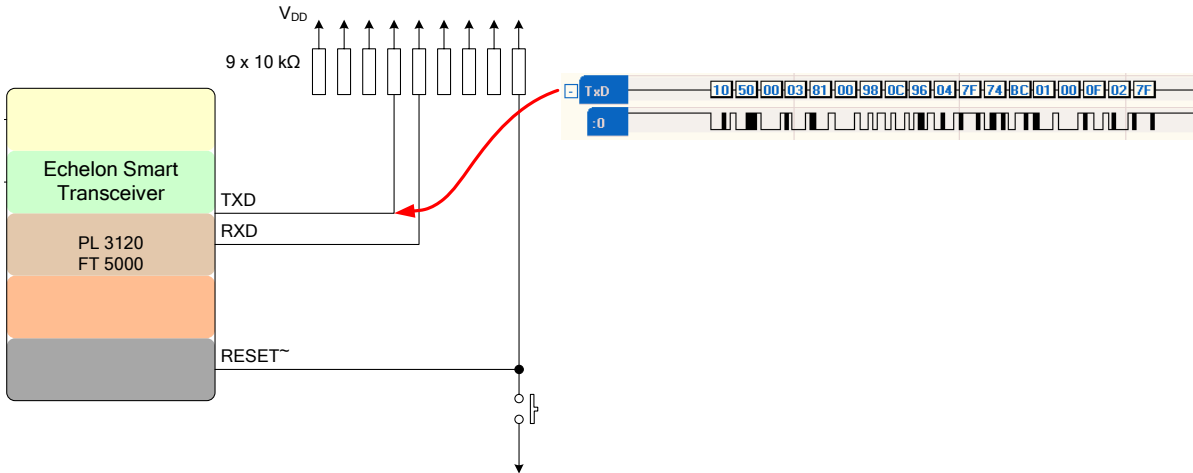 VDD
9 x 10 kΩ
- TxD 10 50 00 03 81 00 98 0C 96 04 7F 74 BC 01 00 0F 02 7F
:0
Echelon Smart
Transceiver
TXD
RXD
PL 3120
FT 5000
RESET~